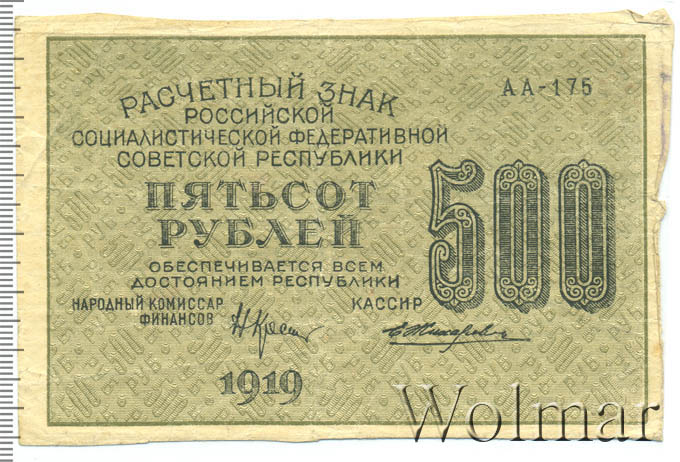 РАСЧЕТНЫЙ ЗНАК
РОССИЙСКОЙ
СОЦИАЛИСТИЧЕСКОЙ ФЕДЕРАТИВНОЙ
СОВЕТСКОЙ РЕСПУБЛИКИ
АА-175
ПЯТЬСОТ
РУБЛЕЙ
500
ОБЕСПЕЧИВАЕТСЯ ВСЕМ
ДОСТОЯНИЕМ РЕСПУБЛИКИ
НАРОДНЫЙ КОМИССАР
ФИНАНСОВ
КАССИР
1919
Wolmar